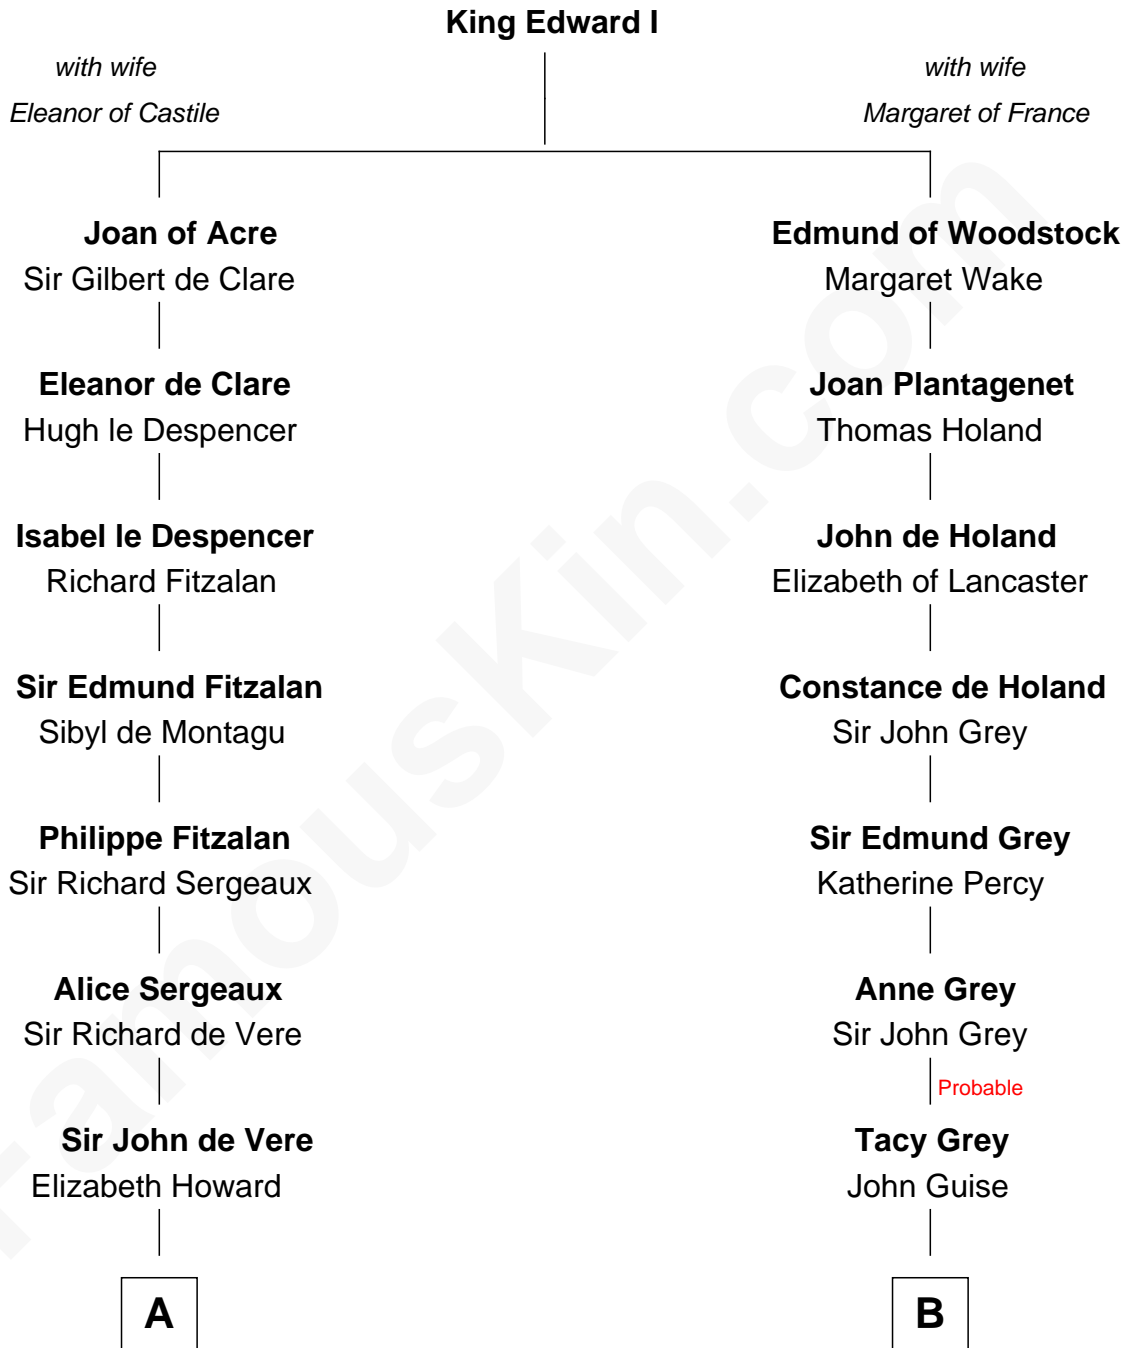 King Edward I
with wife
Eleanor of Castile
with wife
Margaret of France
Joan of Acre
Sir Gilbert de Clare
Edmund of Woodstock
Margaret Wake
Eleanor de Clare
Hugh le Despencer
Joan Plantagenet
Thomas Holand
Isabel le Despencer
Richard Fitzalan
John de Holand
Elizabeth of Lancaster
Sir Edmund Fitzalan
Sibyl de Montagu
Constance de Holand
Sir John Grey
Philippe Fitzalan
Sir Richard Sergeaux
Sir Edmund Grey
Katherine Percy
Alice Sergeaux
Sir Richard de Vere
Anne Grey
Sir John Grey
Probable
Sir John de Vere
Elizabeth Howard
Tacy Grey
John Guise
A
B
FamousKin.com